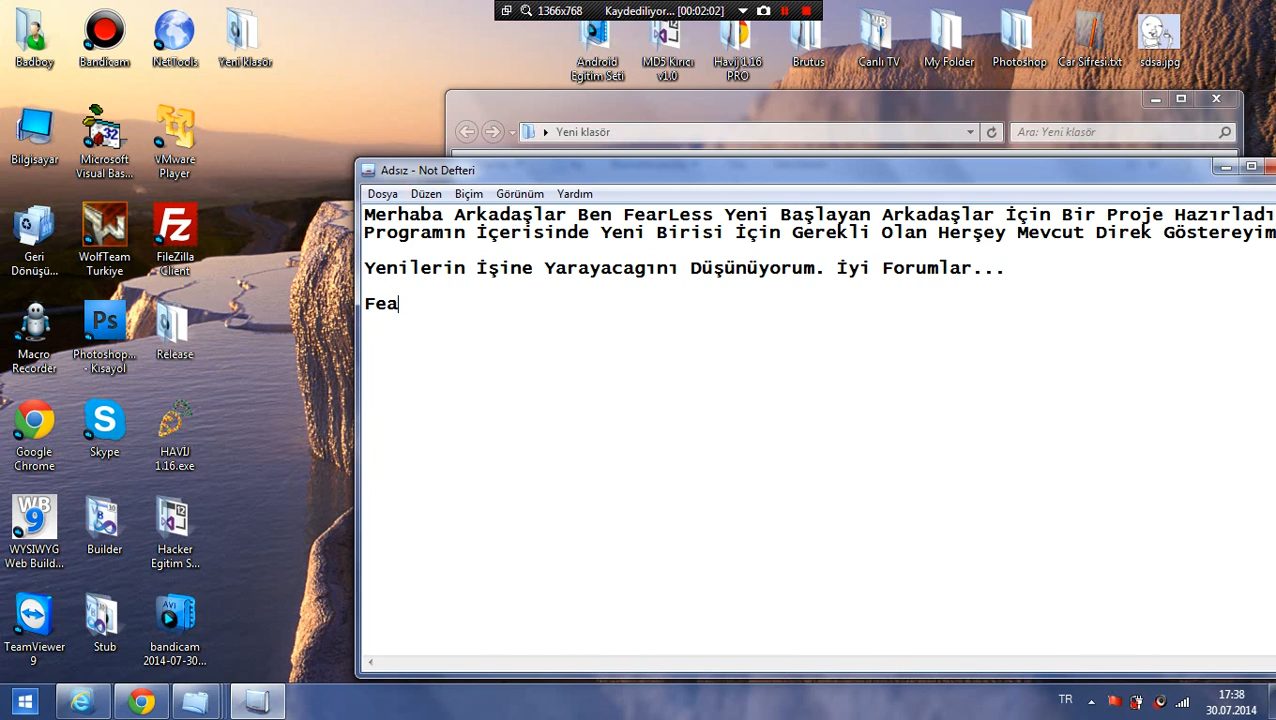 1366x768 Kaydediliyor... [00:02:02]
Badboy
Bandicam
NetTools
Yeni klasör
Android
Egitim Seti
MD5 Kırıcı
v1.0
Havij 1.16
PRO
Brutus
Canlı TV
My Folder
Photoshop
Car Sifresi.txt
sdsa.jpg
Bilgisayar
Microsoft
Visual Bas...
VMware
Player
Geri
Dönüşü...
WolfTeam
Turkiye
FileZilla
Client
Macro
Recorder
Photoshop...
- Kısayol
Release
Google
Chrome
Skype
HAVİJ
1.16.exe
WYSIWYG
Web Build...
Builder
Hacker
Egitim S...
TeamViewer
9
Stub
bandicam
2014-07-30...
Yeni klasör
Ara: Yeni klasör
Adsız - Not Defteri
Dosya Düzen Biçim Görünüm Yardım
Merhaba Arkadaşlar Ben FearLess Yeni Başlayan Arkadaşlar İçin Bir Proje Hazırladı
Programın İçerisinde Yeni Birisi İçin Gerekli Olan Herşey Mevcut Direk Göstereyim
Yenilerin İşine Yarayacagını Düşünüyorum. İyi Forumlar...
Fea
TR
17:38
30.07.2014